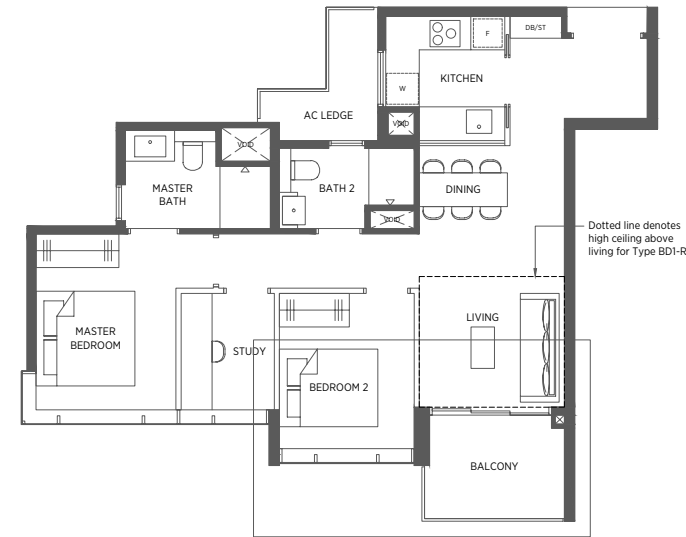 DB/ST
F
KITCHEN
W
AC LEDGE
VOID
VOID
MASTER
BATH
BATH 2
DINING
VOID
Dotted line denotes
high ceiling above
living for Type BD1-R
LIVING
MASTER
BEDROOM
STUDY
BEDROOM 2
BALCONY